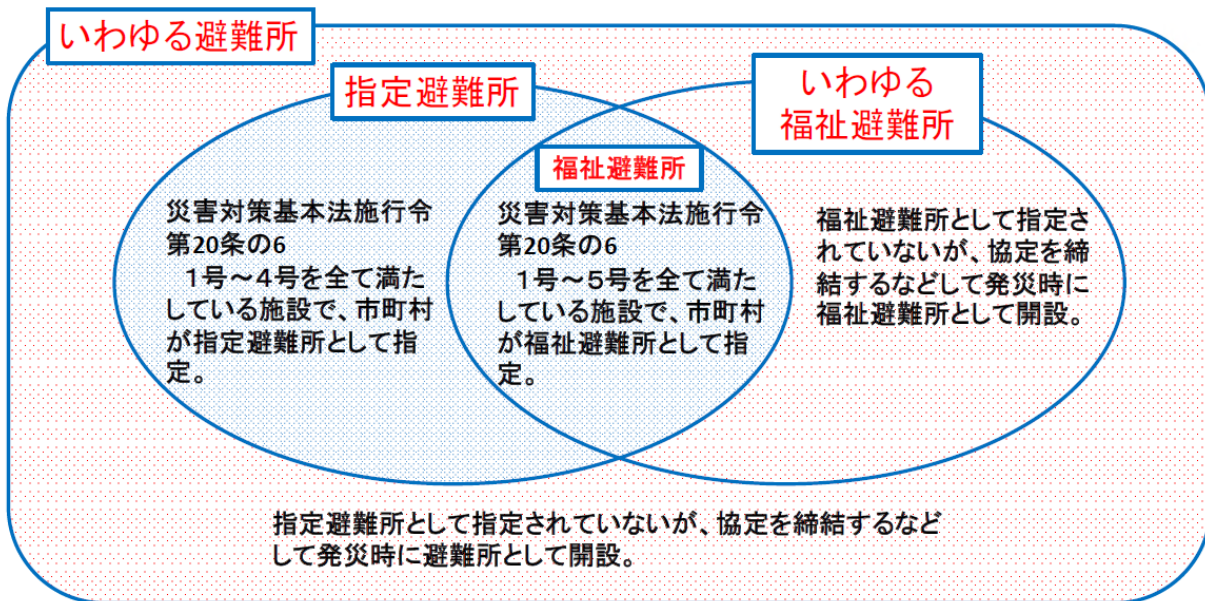 いわゆる避難所
指定避難所
いわゆる
福祉避難所
福祉避難所
災害対策基本法施行令
第20条の6
　1号～4号を全て満た
している施設で、市町村
が指定避難所として指
定。
災害対策基本法施行令
第20条の6
　1号～5号を全て満た
している施設で、市町村
が福祉避難所として指
定。
福祉避難所として指定さ
れていないが、協定を締
結するなどして発災時に
福祉避難所として開設。
指定避難所として指定されていないが、協定を締結するなど
して発災時に避難所として開設。